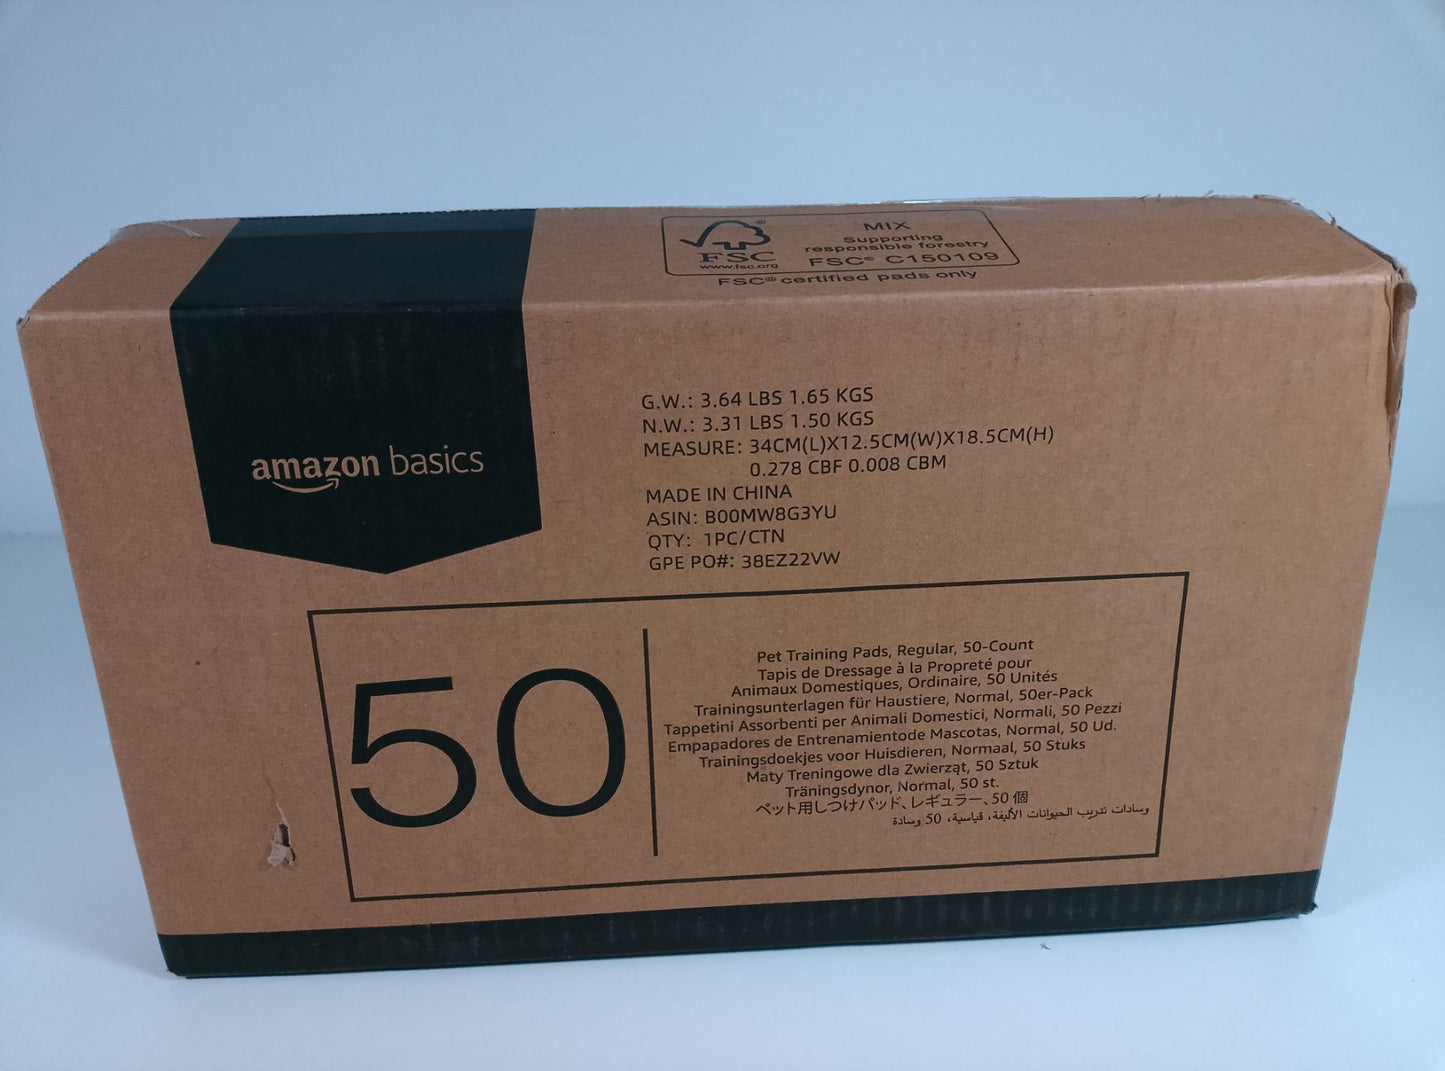 FSC®
www.fsc.org
MIX
Supporting
responsible forestry
FSC® C150109
FSC® certified pads only
amazon basics
G.W.: 3.64 LBS 1.65 KGS
N.W.: 3.31 LBS 1.50 KGS
MEASURE: 34CM(L)X12.5CM(W)X18.5CM(H)
0.278 CBF 0.008 CBM
MADE IN CHINA
ASIN: B00MW8G3YU
QTY: 1PC/CTN
GPE PO#: 38EZ22VW
50
Pet Training Pads, Regular, 50-Count
Tapis de Dressage à la Propreté pour
Animaux Domestiques, Ordinaire, 50 Unités
Trainingsunterlagen für Haustiere, Normal, 50er-Pack
Tappetini Assorbenti per Animali Domestici, Normali, 50 Pezzi
Empapadores de Entrenamientode Mascotas, Normal, 50 Ud.
Trainingsdoekjes voor Huisdieren, Normaal, 50 Stuks
Maty Treningowe dla Zwierząt, 50 Sztuk
Träningsdynor, Normal, 50 st.
ペット用しつけパッド、レギュラー、50 個
وسادات تدريب الحيوانات الأليفة، قياسية، 50 وسادة